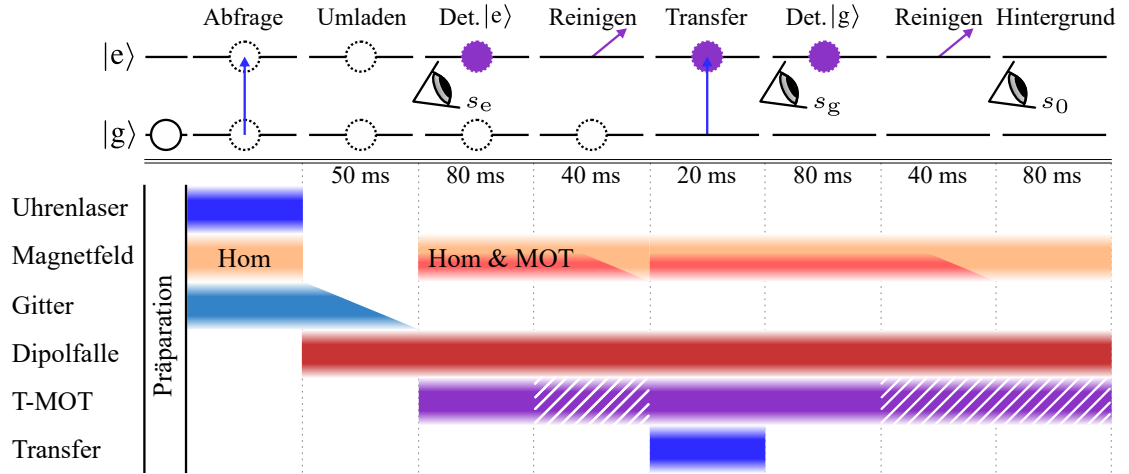 Abfrage Umladen Det.|e⟩ Reinigen Transfer Det.|g⟩ Reinigen Hintergrund
|e⟩
s_e s_g s_0
|g⟩
50 ms 80 ms 40 ms 20 ms 80 ms 40 ms 80 ms
Uhrenlaser
Magnetfeld Hom Hom & MOT
Gitter
Dipolfalle
T-MOT
Transfer
Präparation